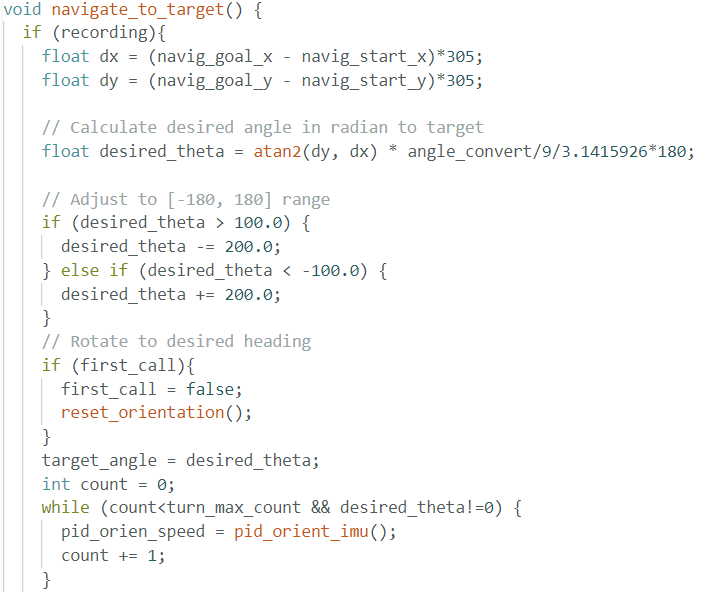 void navigate_to_target() {
  if (recording){
    float dx = (navig_goal_x - navig_start_x)*305;
    float dy = (navig_goal_y - navig_start_y)*305;

    // Calculate desired angle in radian to target
    float desired_theta = atan2(dy, dx) * angle_convert/9/3.1415926*180;

    // Adjust to [-180, 180] range
    if (desired_theta > 100.0) {
      desired_theta -= 200.0;
    } else if (desired_theta < -100.0) {
      desired_theta += 200.0;
    }
    // Rotate to desired heading
    if (first_call){
      first_call = false;
      reset_orientation();
    }
    target_angle = desired_theta;
    int count = 0;
    while (count<turn_max_count && desired_theta!=0) {
      pid_orien_speed = pid_orient_imu();
      count += 1;
    }